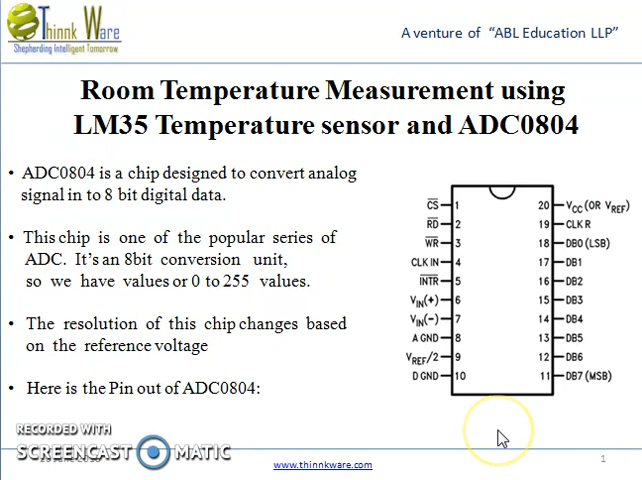 Thinnk Ware
Shepherding Intelligent Tomorrow
A venture of "ABL Education LLP"
Room Temperature Measurement using
LM35 Temperature sensor and ADC0804
• ADC0804 is a chip designed to convert analog
signal in to 8 bit digital data.
• This chip is one of the popular series of
ADC. It's an 8bit conversion unit,
so we have values or 0 to 255 values.
• The resolution of this chip changes based
on the reference voltage
• Here is the Pin out of ADC0804:
CS 1 20 VCC (OR VREF)
RD 2 19 CLK R
WR 3 18 DB0 (LSB)
CLK IN 4 17 DB1
INTR 5 16 DB2
VIN(+) 6 15 DB3
VIN(−) 7 14 DB4
A GND 8 13 DB5
VREF/2 9 12 DB6
D GND 10 11 DB7 (MSB)
RECORDED WITH
SCREENCAST MATIC
www.thinnkware.com
1